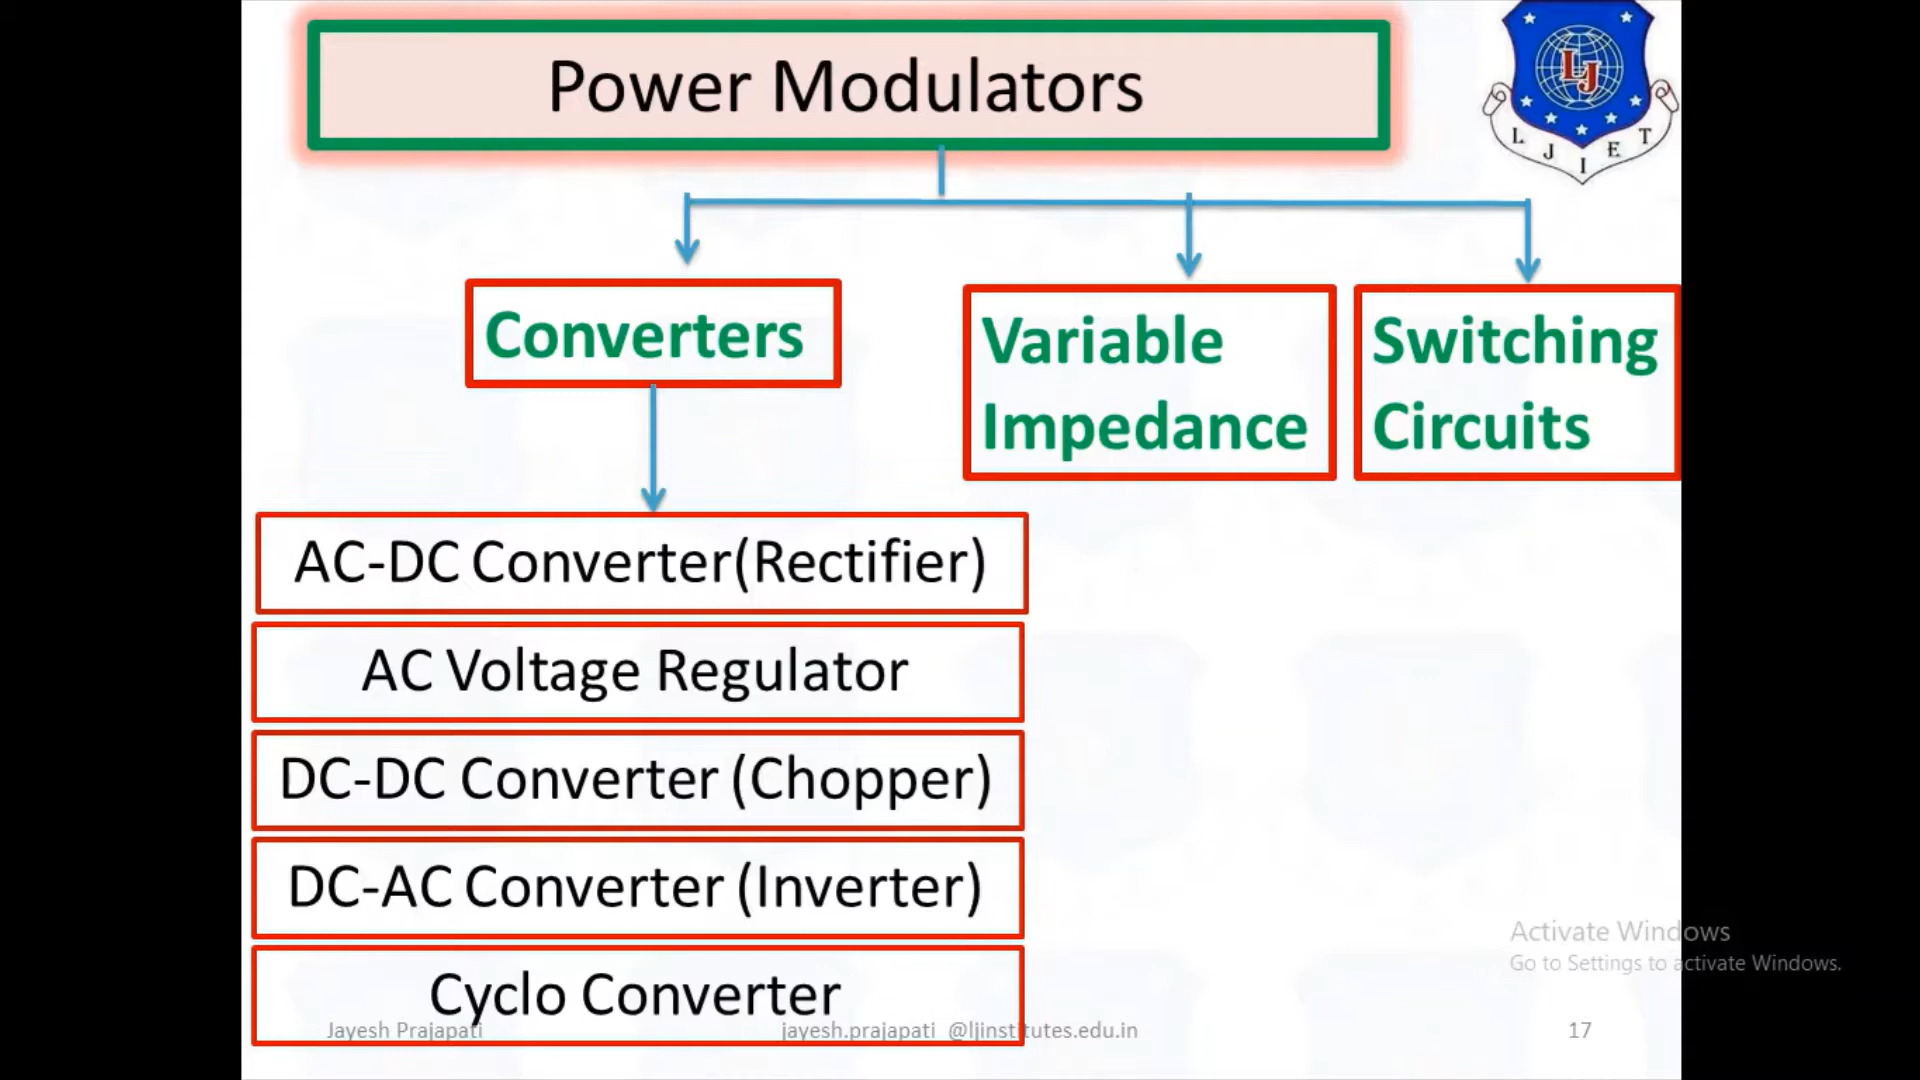 Power Modulators
LJ
L J I E T
Converters
Variable
Impedance
Switching
Circuits
AC-DC Converter(Rectifier)
AC Voltage Regulator
DC-DC Converter (Chopper)
DC-AC Converter (Inverter)
Cyclo Converter
Activate Windows
Go to Settings to activate Windows.
Jayesh Prajapati
jayesh.prajapati @ljinstitutes.edu.in
17